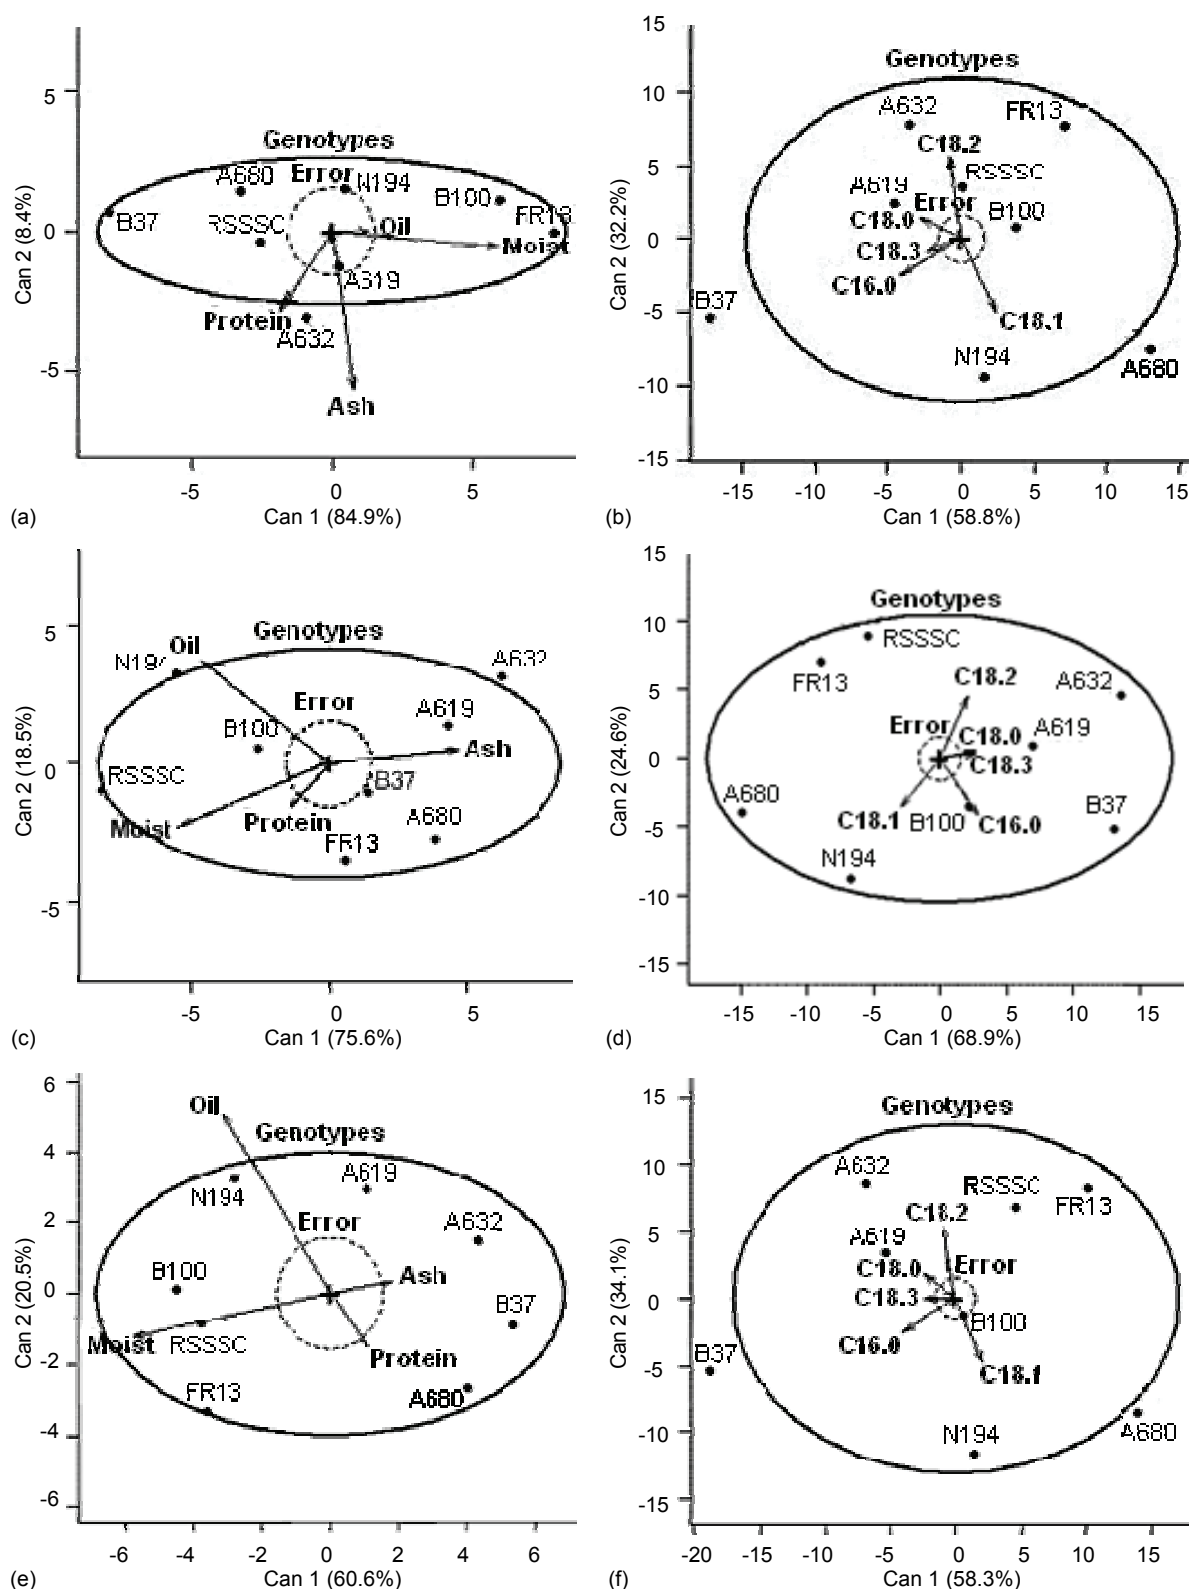 Genotypes
Error
A680
N194
B100
B37
RSSSC
Oil
FR13
Moist
A619
Protein
A632
Ash
5
0
-5
Can 2 (8.4%)
-5
0
5
(a)
Can 1 (84.9%)
15
10
5
0
-5
-10
-15
Can 2 (32.2%)
Genotypes
A632
FR13
C18.2
RSSSC
A619
Error
C18.0
B100
C18.3
C16.0
B37
C18.1
N194
A680
-15
-10
-5
0
5
10
15
(b)
Can 1 (58.8%)
5
0
-5
Can 2 (18.5%)
Oil
Genotypes
N194
A632
Error
A619
B100
Ash
RSSSC
B37
Moist
Protein
A680
FR13
-5
0
5
(c)
Can 1 (75.6%)
15
10
5
0
-5
-10
-15
Can 2 (24.6%)
Genotypes
RSSSC
FR13
C18.2
A632
Error
C18.0
A619
C18.3
A680
C18.1
B100
C16.0
B37
N194
-15
-10
-5
0
5
10
15
(d)
Can 1 (68.9%)
6
4
2
0
-2
-4
-6
Can 2 (20.5%)
Oil
Genotypes
N194
A619
Error
A632
B100
Ash
B37
Moist
RSSSC
Protein
FR13
A680
-6
-4
-2
0
2
4
6
(e)
Can 1 (60.6%)
15
10
5
0
-5
-10
-15
Can 2 (34.1%)
Genotypes
A632
RSSSC
FR13
C18.2
A619
C18.0
Error
C18.3
B100
C16.0
B37
C18.1
N194
A680
-20
-15
-10
-5
0
5
10
15
(f)
Can 1 (58.3%)